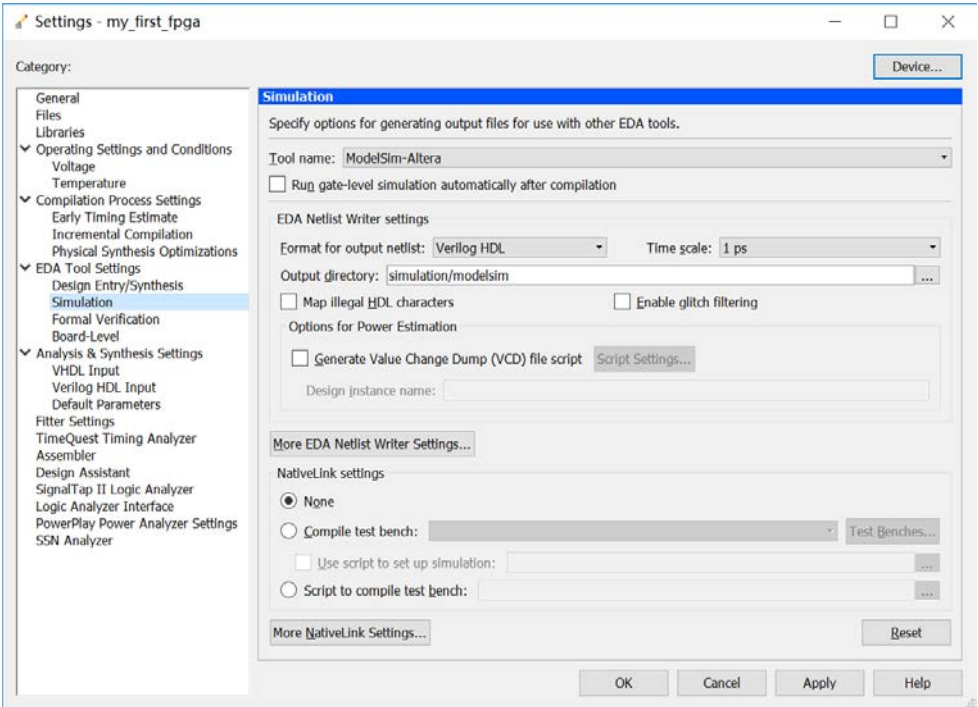 Settings - my_first_fpga
Category:
Device...
General
Files
Libraries
Operating Settings and Conditions
Voltage
Temperature
Compilation Process Settings
Early Timing Estimate
Incremental Compilation
Physical Synthesis Optimizations
EDA Tool Settings
Design Entry/Synthesis
Simulation
Formal Verification
Board-Level
Analysis & Synthesis Settings
VHDL Input
Verilog HDL Input
Default Parameters
Fitter Settings
TimeQuest Timing Analyzer
Assembler
Design Assistant
SignalTap II Logic Analyzer
Logic Analyzer Interface
PowerPlay Power Analyzer Settings
SSN Analyzer
Simulation
Specify options for generating output files for use with other EDA tools.
Tool name: ModelSim-Altera
Run gate-level simulation automatically after compilation
EDA Netlist Writer settings
Format for output netlist: Verilog HDL Time scale: 1 ps
Output directory: simulation/modelsim ...
Map illegal HDL characters Enable glitch filtering
Options for Power Estimation
Generate Value Change Dump (VCD) file script Script Settings...
Design instance name:
More EDA Netlist Writer Settings...
NativeLink settings
None
Compile test bench: Test Benches...
Use script to set up simulation: ...
Script to compile test bench: ...
More NativeLink Settings... Reset
OK Cancel Apply Help